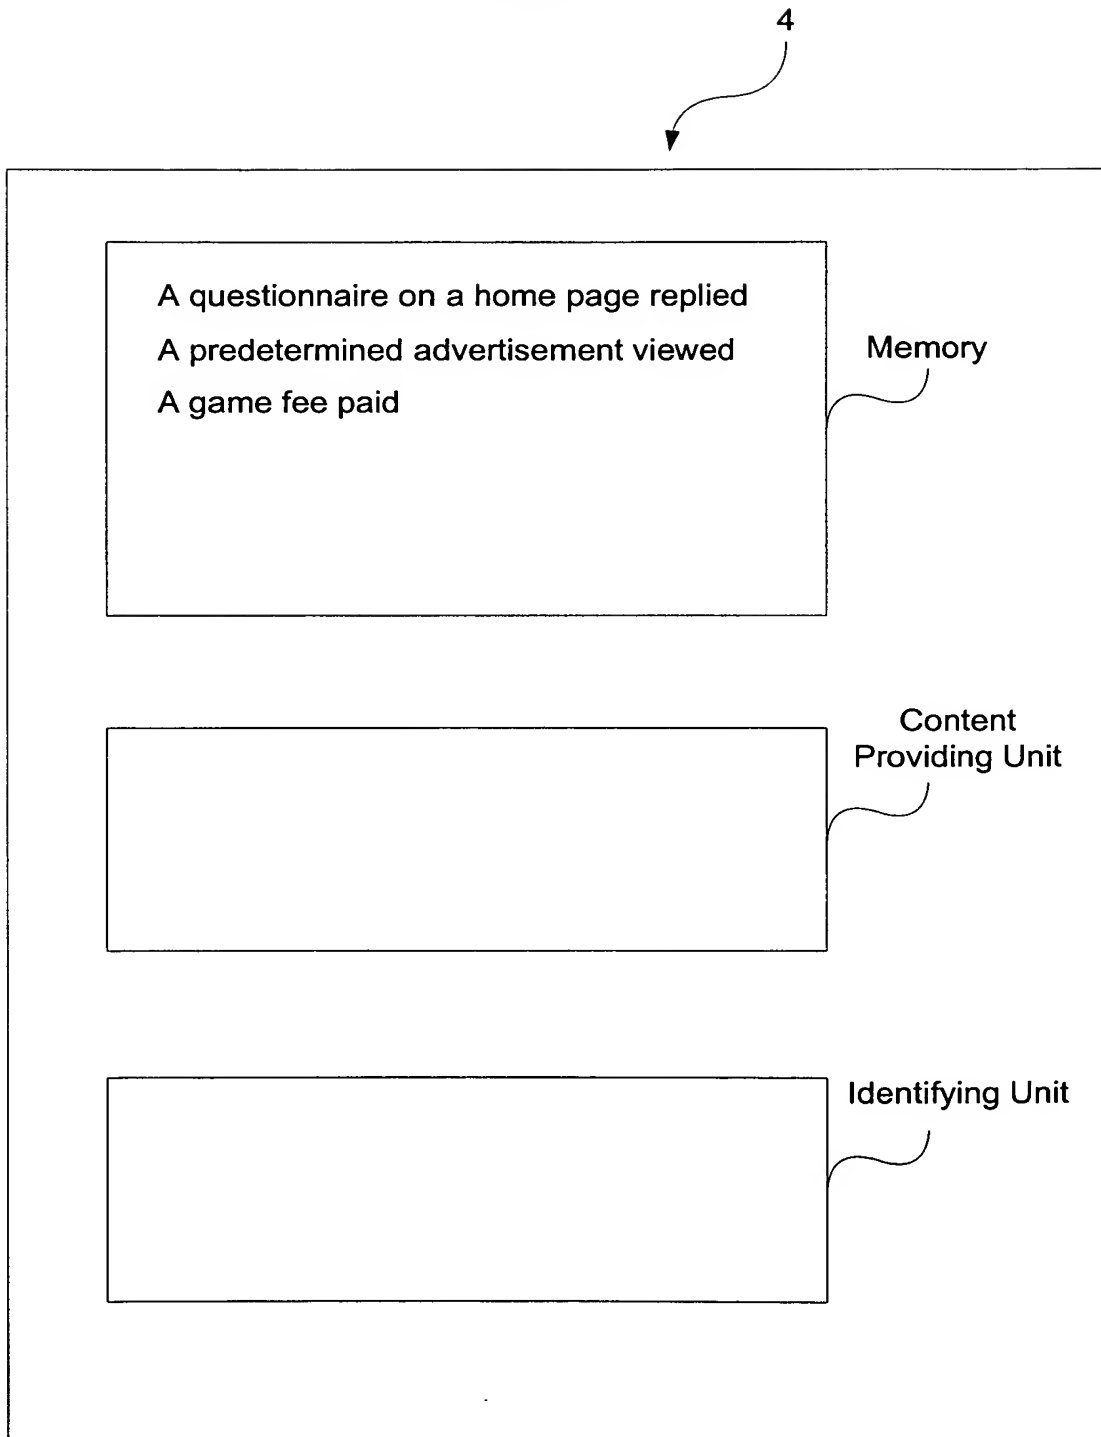 4
A questionnaire on a home page replied
A predetermined advertisement viewed
A game fee paid
Memory
Content
Providing Unit
Identifying Unit